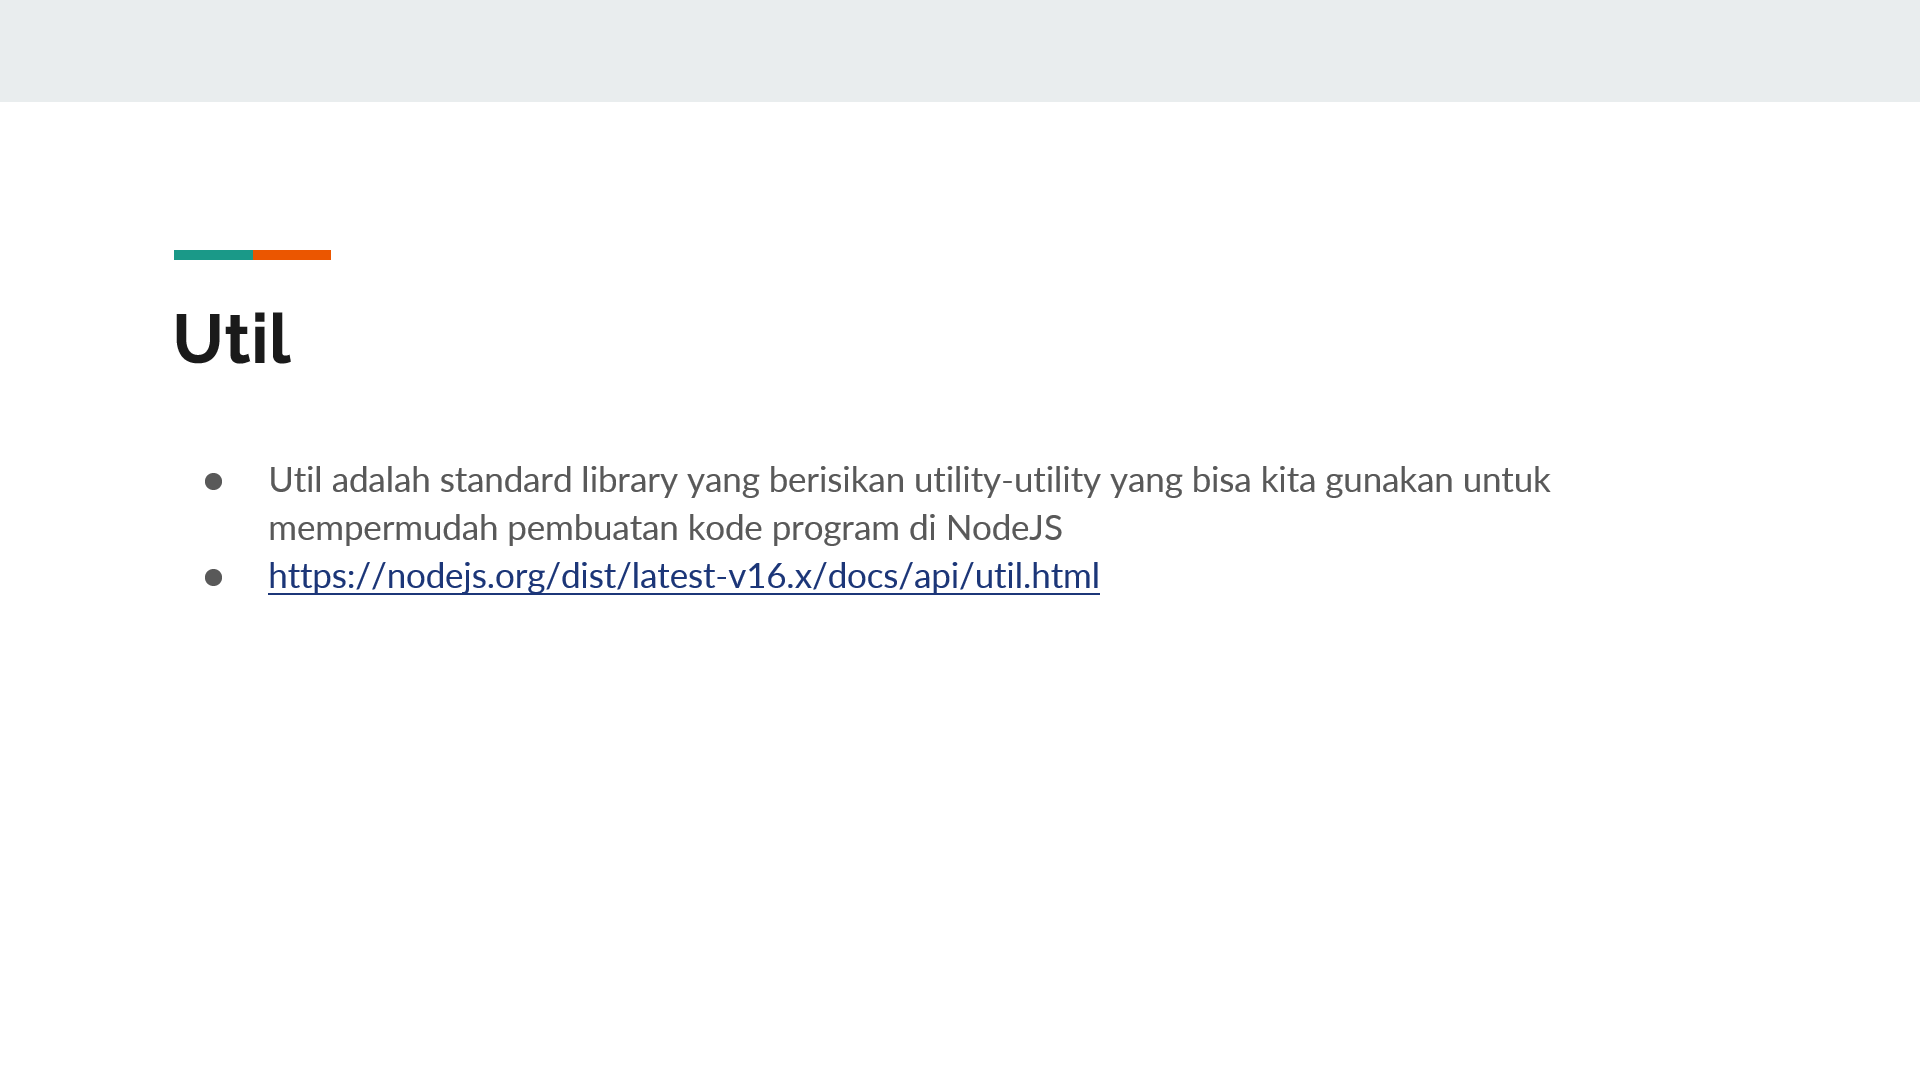 Util
● Util adalah standard library yang berisikan utility-utility yang bisa kita gunakan untuk
mempermudah pembuatan kode program di NodeJS
● https://nodejs.org/dist/latest-v16.x/docs/api/util.html